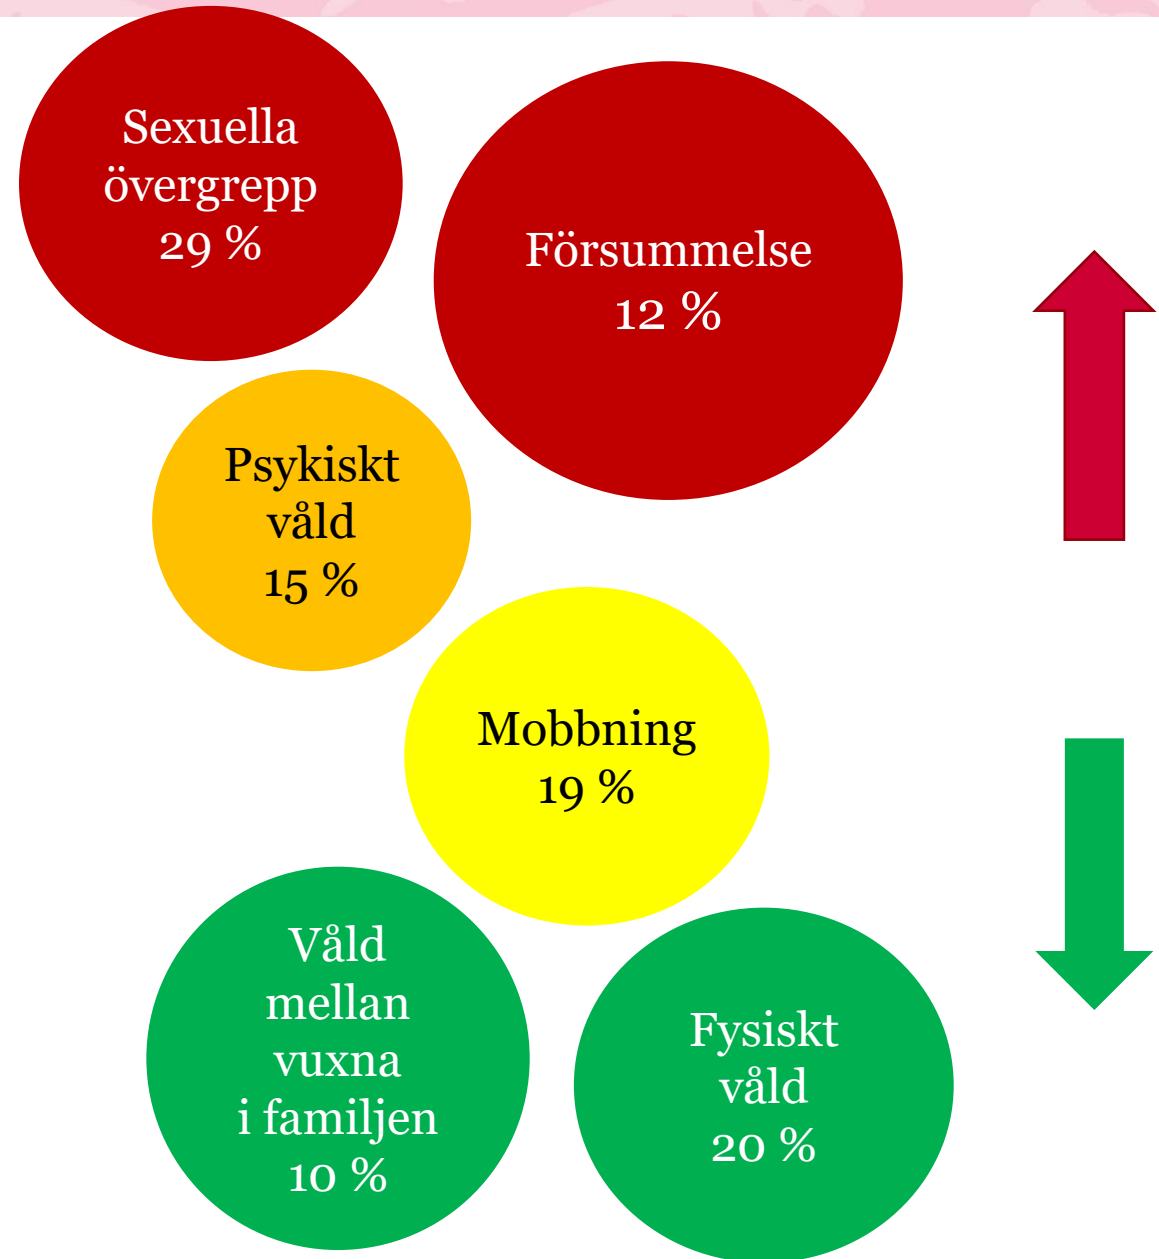 Sexuella
övergrepp
29 %
Försummelse
12 %
Psykiskt
våld
15 %
Mobbning
19 %
Våld
mellan
vuxna
i familjen
10 %
Fysiskt
våld
20 %